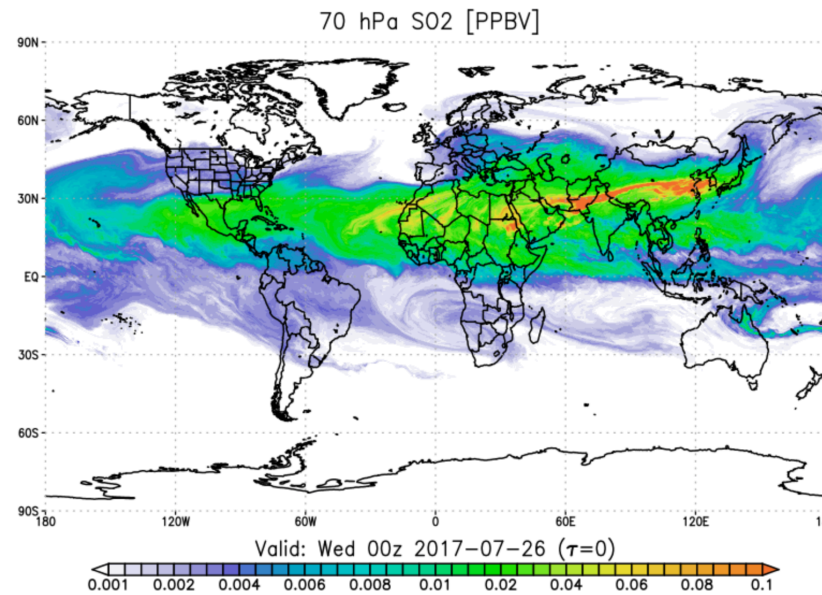 70 hPa SO2 [PPBV]
90N
60N
30N
EQ
30S
60S
90S
180 120W 60W 0 60E 120E 1
Valid: Wed 00z 2017-07-26 (τ=0)
0.001 0.002 0.004 0.006 0.008 0.01 0.02 0.04 0.06 0.08 0.1